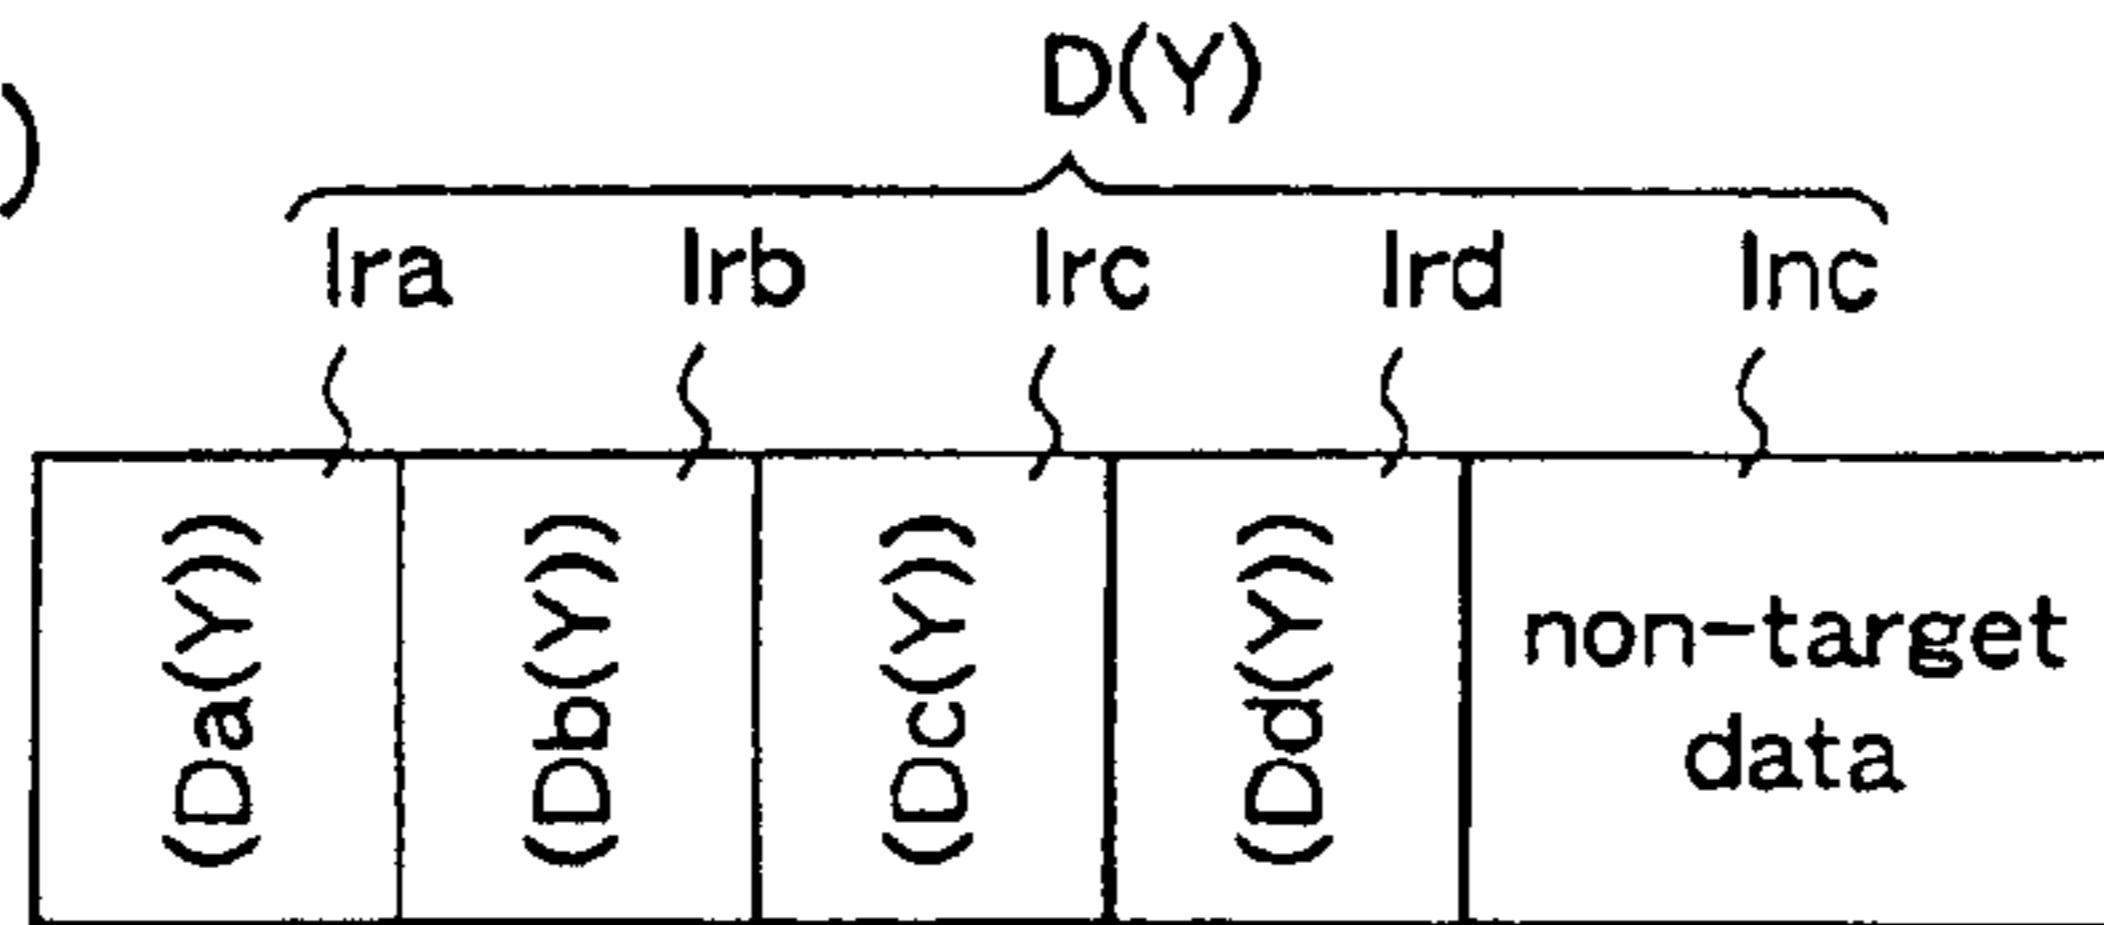 )
D(Y)
Ira Irb Irc Ird Inc
(Da(Y)) (Db(Y)) (Dc(Y)) (Dd(Y)) non-target
data